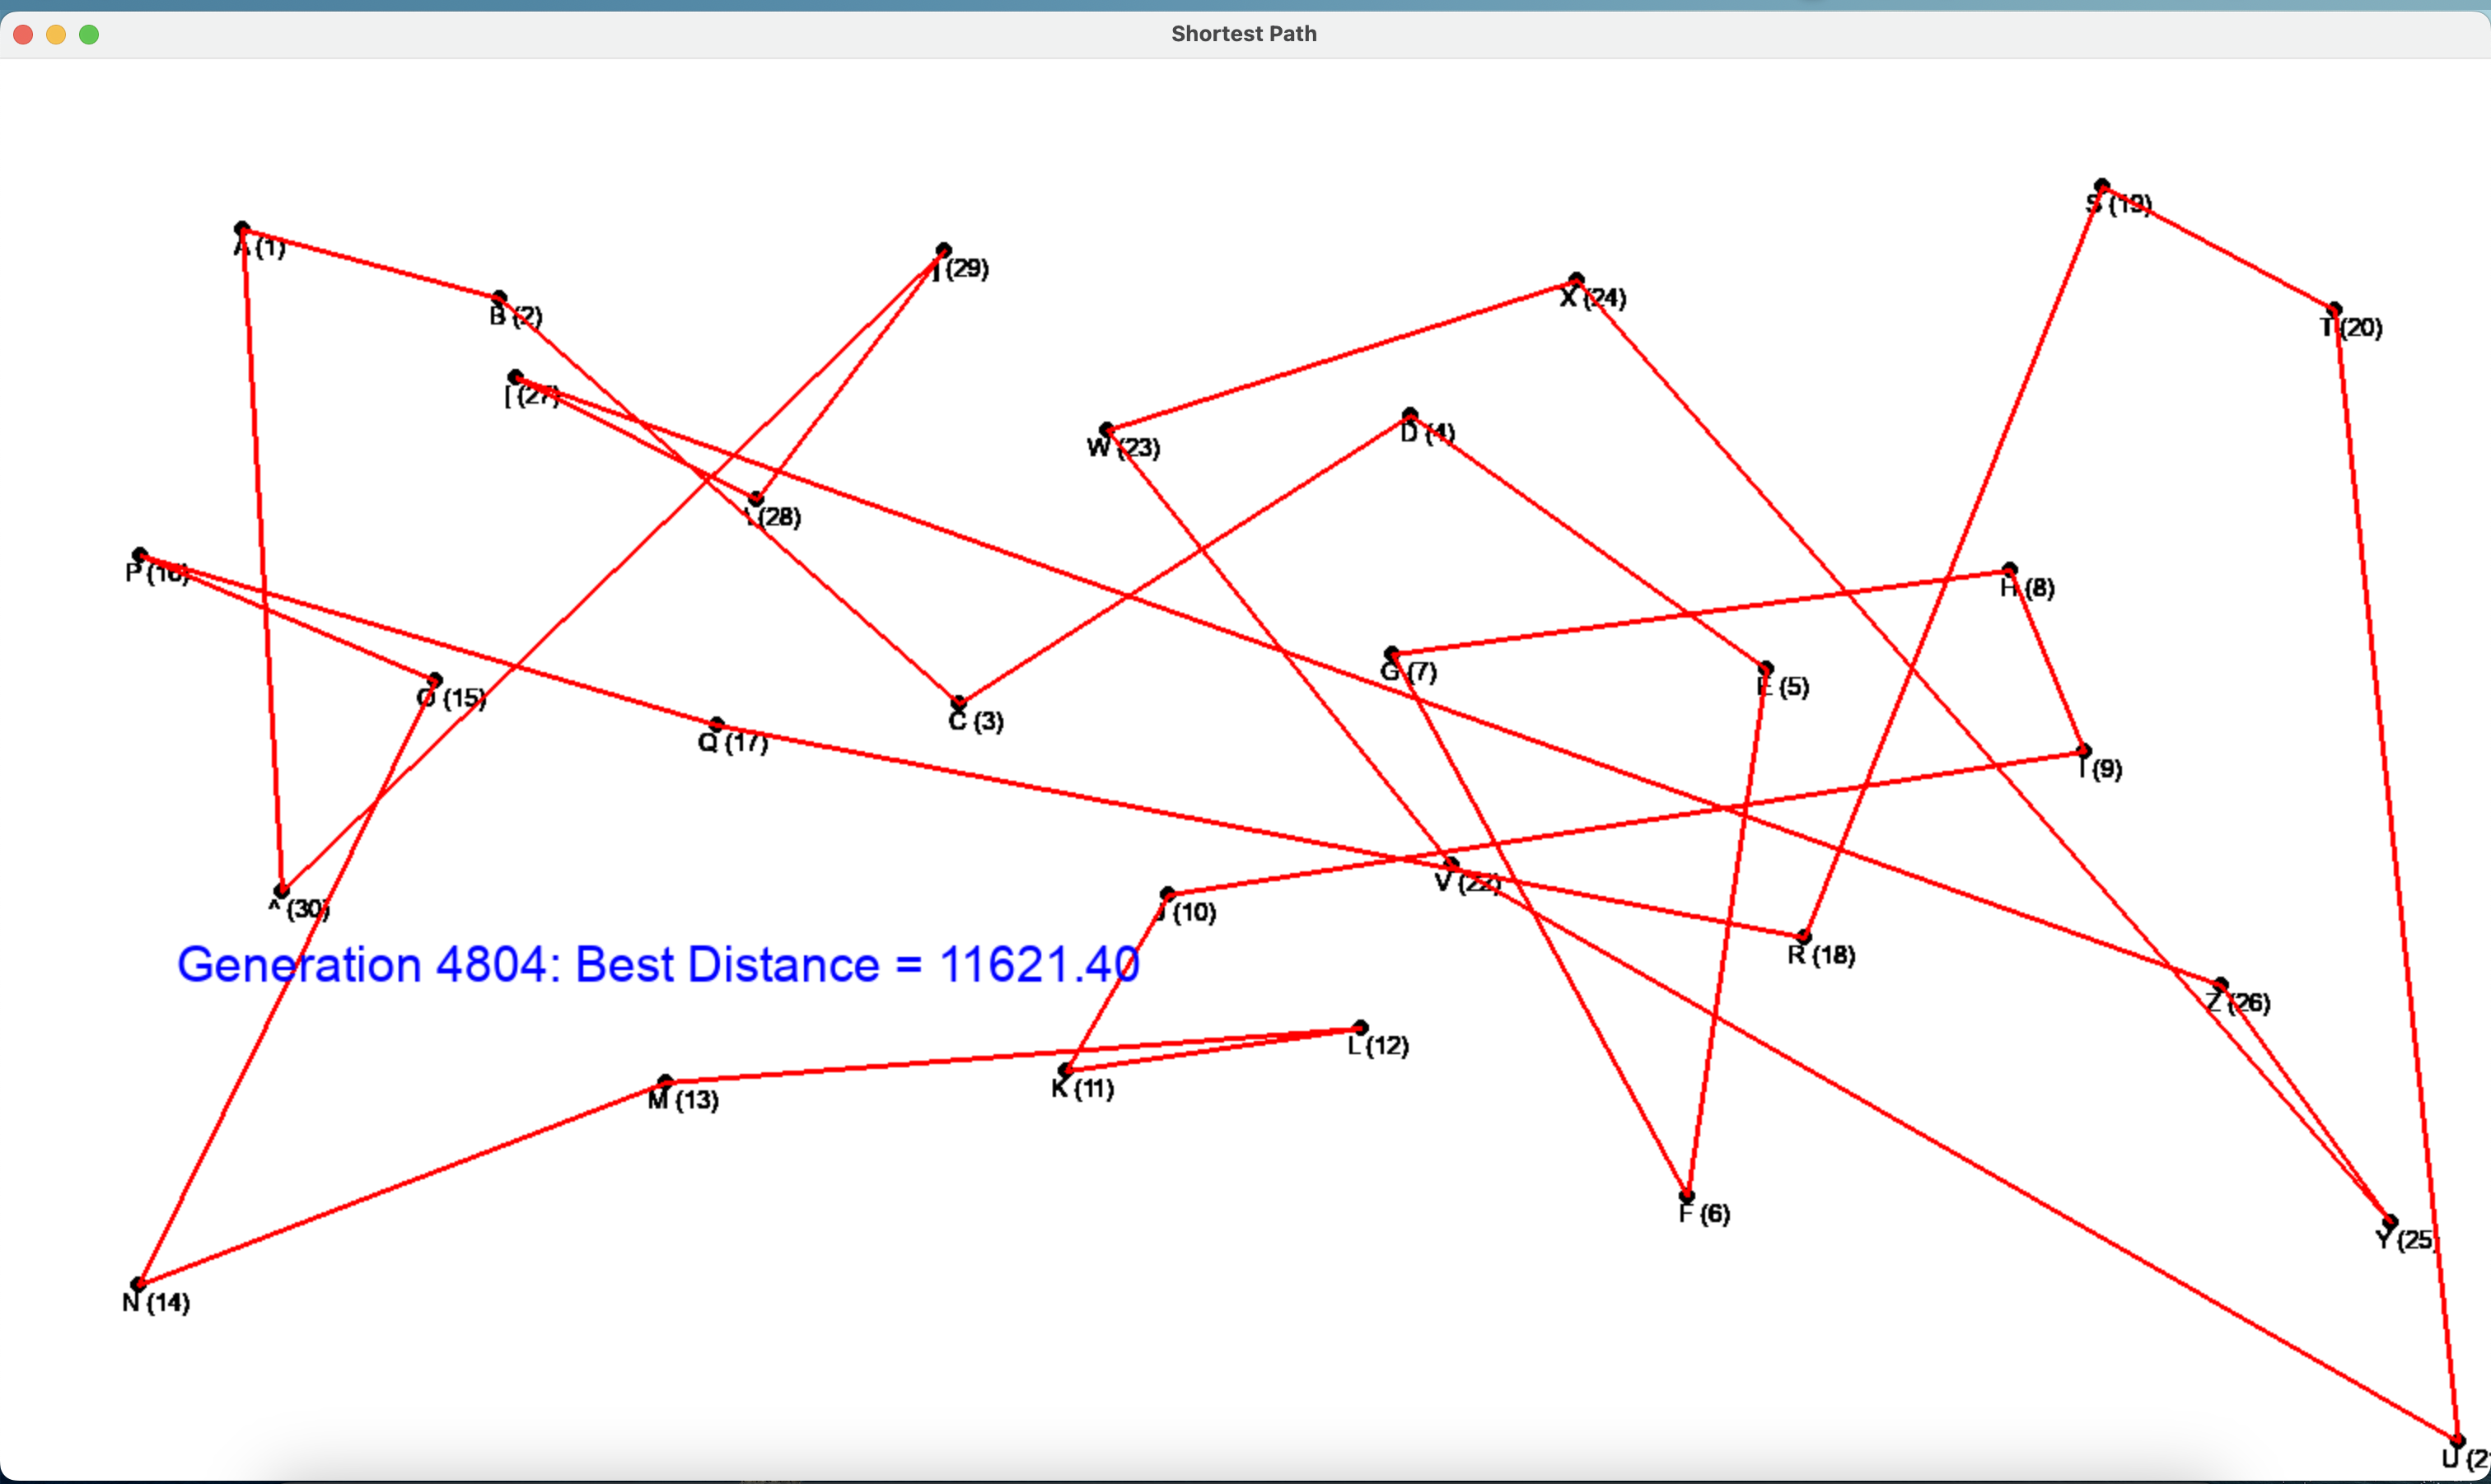 Shortest Path
S (19)
A (1)
] (29)
X (24)
B (2)
T (20)
[ (27)
D (4)
W (23)
\ (28)
P (16)
H (8)
G (7)
E (5)
O (15)
C (3)
Q (17)
I (9)
V (22)
^ (30)
J (10)
R (18)
Generation 4804: Best Distance = 11621.40
Z (26)
L (12)
K (11)
M (13)
F (6)
Y (25)
N (14)
U (2